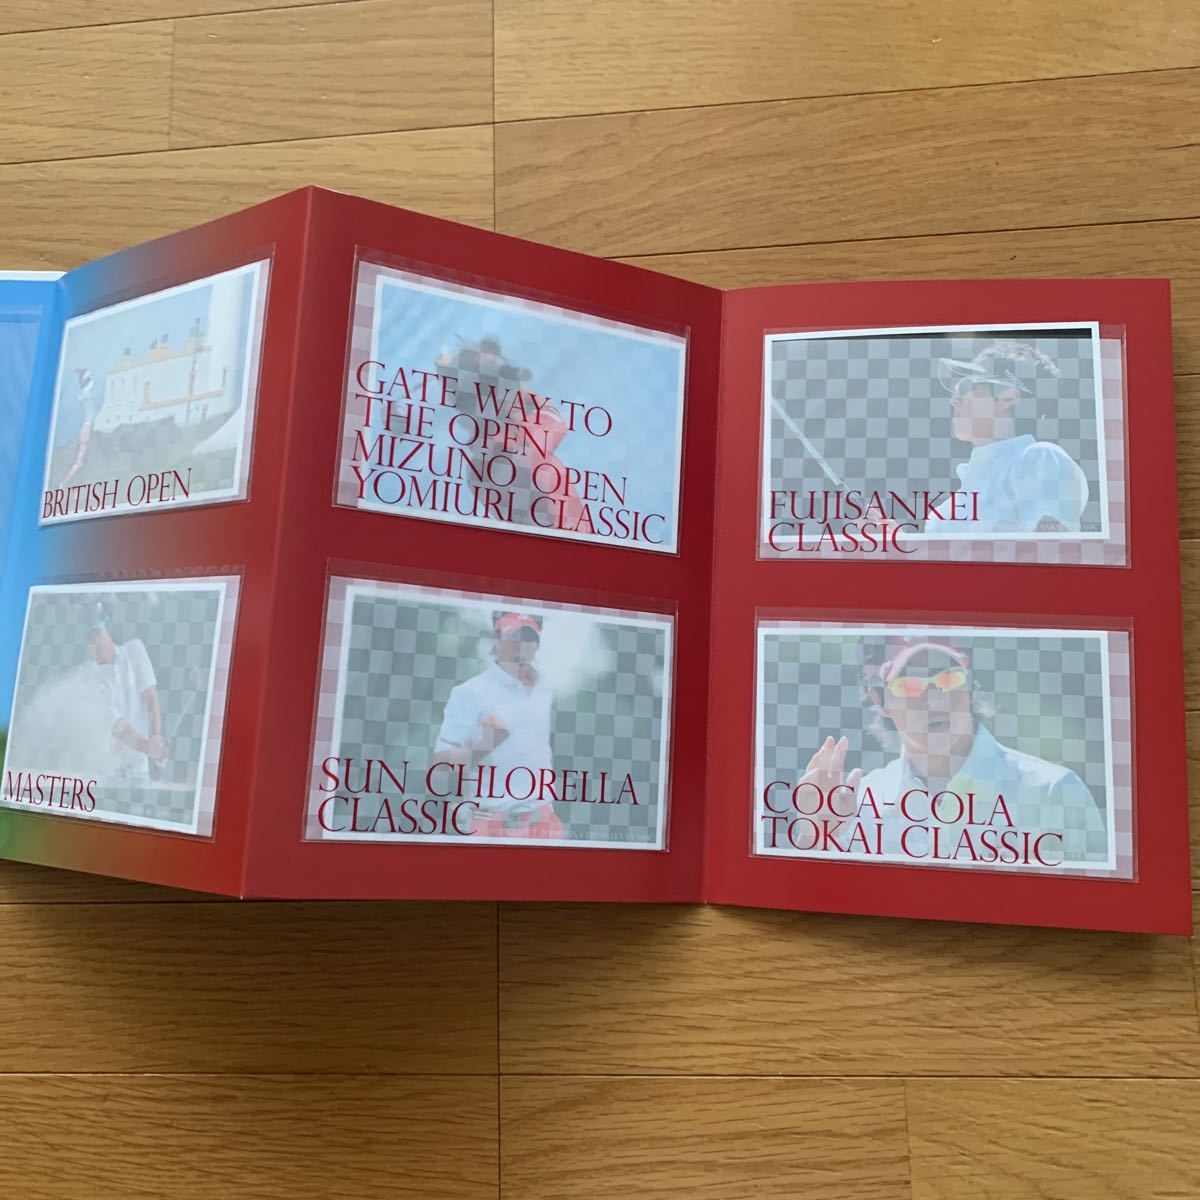 BRITISH OPEN
GATE WAY TO
THE OPEN
MIZUNO OPEN
YOMIURI CLASSIC
FUJISANKEI
CLASSIC
MASTERS
SUN CHLORELLA
CLASSIC
COCA-COLA
TOKAI CLASSIC